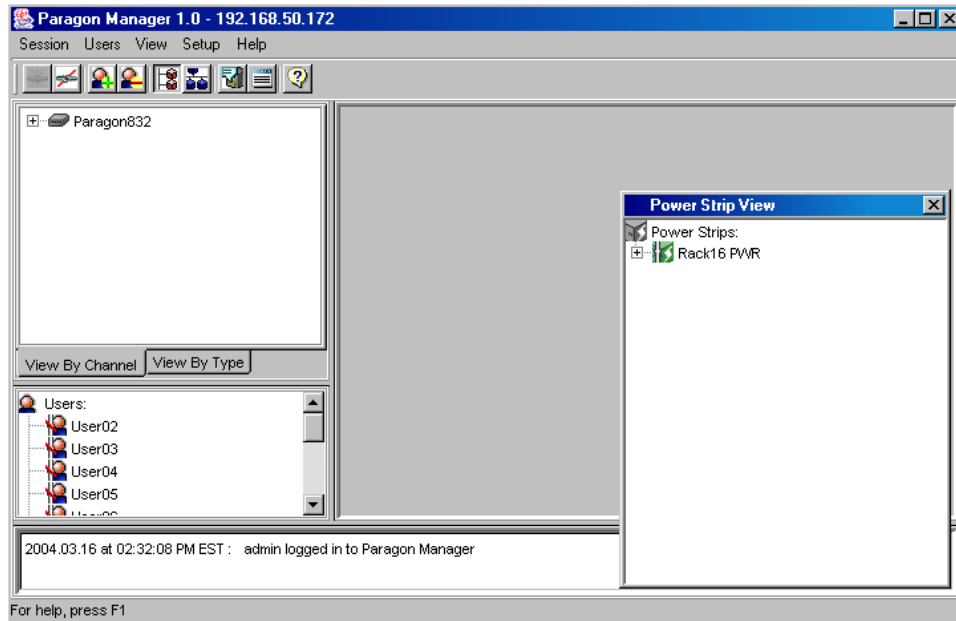 Paragon Manager 1.0 - 192.168.50.172
Session Users View Setup Help
Paragon832
View By Channel View By Type
Users:
User02
User03
User04
User05
Power Strip View
Power Strips:
Rack16 PWR
2004.03.16 at 02:32:08 PM EST : admin logged in to Paragon Manager
For help, press F1